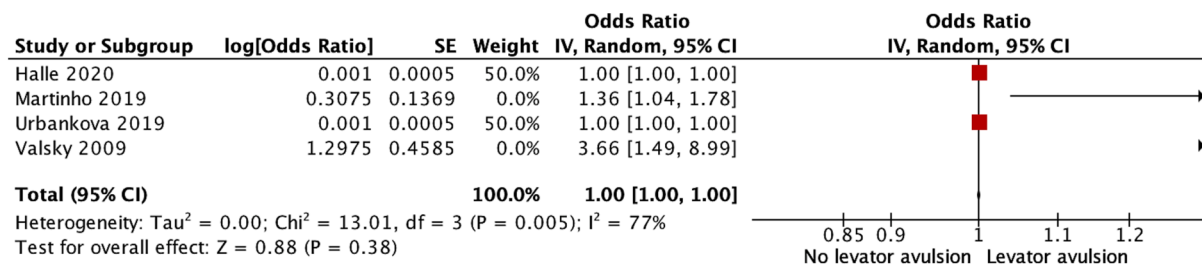 Odds Ratio Odds Ratio
Study or Subgroup log[Odds Ratio] SE Weight IV, Random, 95% CI IV, Random, 95% CI
Halle 2020 0.001 0.0005 50.0% 1.00 [1.00, 1.00]
Martinho 2019 0.3075 0.1369 0.0% 1.36 [1.04, 1.78]
Urbankova 2019 0.001 0.0005 50.0% 1.00 [1.00, 1.00]
Valsky 2009 1.2975 0.4585 0.0% 3.66 [1.49, 8.99]
Total (95% CI) 100.0% 1.00 [1.00, 1.00]
Heterogeneity: Tau² = 0.00; Chi² = 13.01, df = 3 (P = 0.005); I² = 77%
Test for overall effect: Z = 0.88 (P = 0.38)
0.85 0.9 1 1.1 1.2
No levator avulsion Levator avulsion